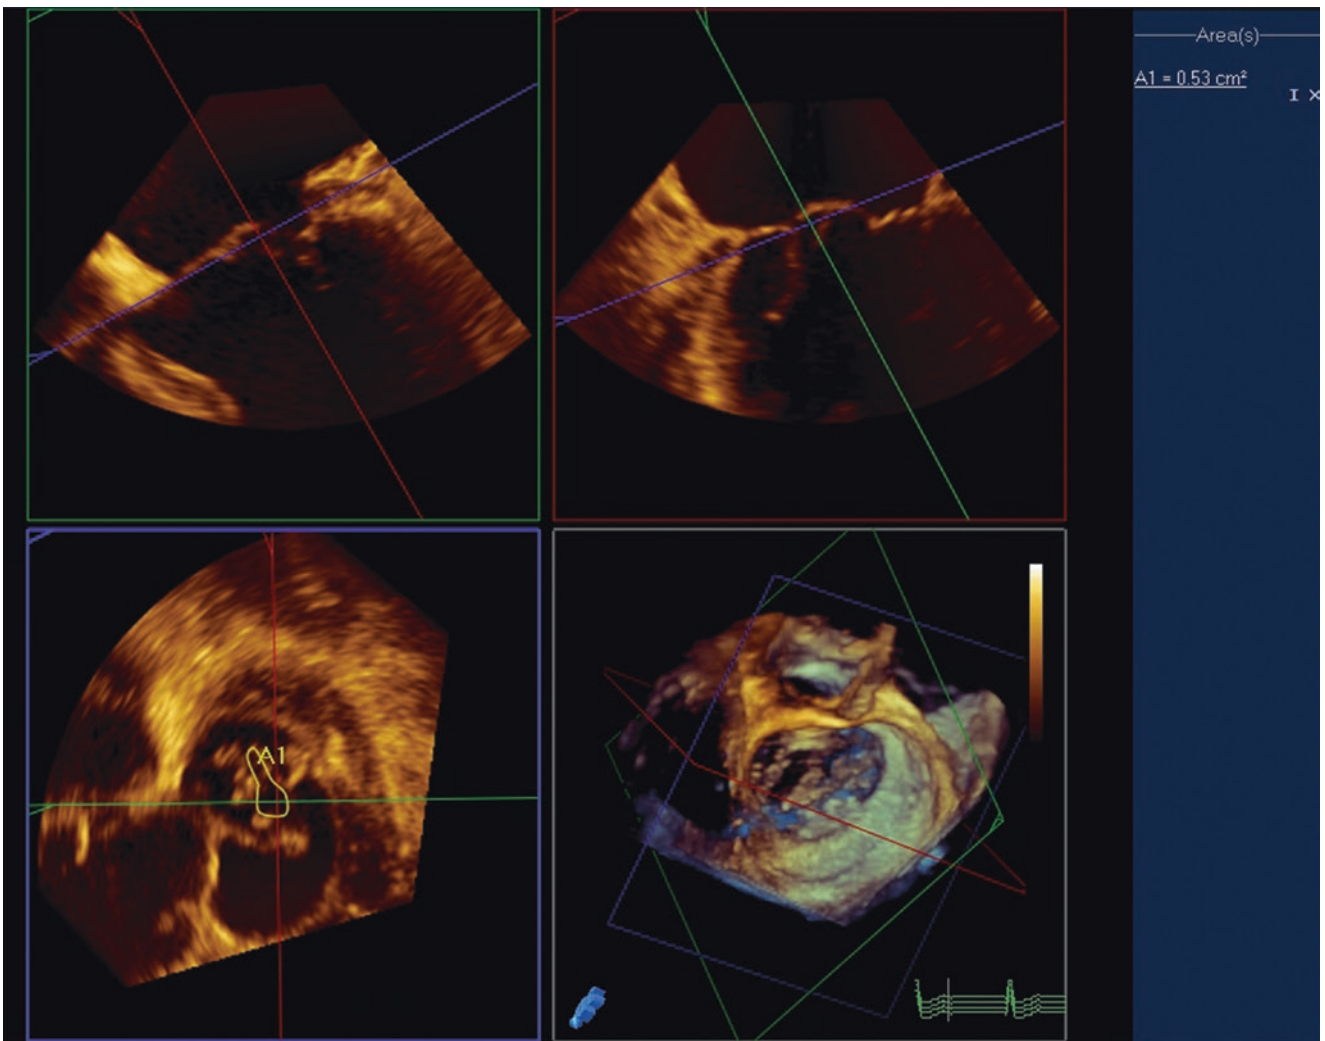 Area(s)
A1 = 0.53 cm²
I ×
A1